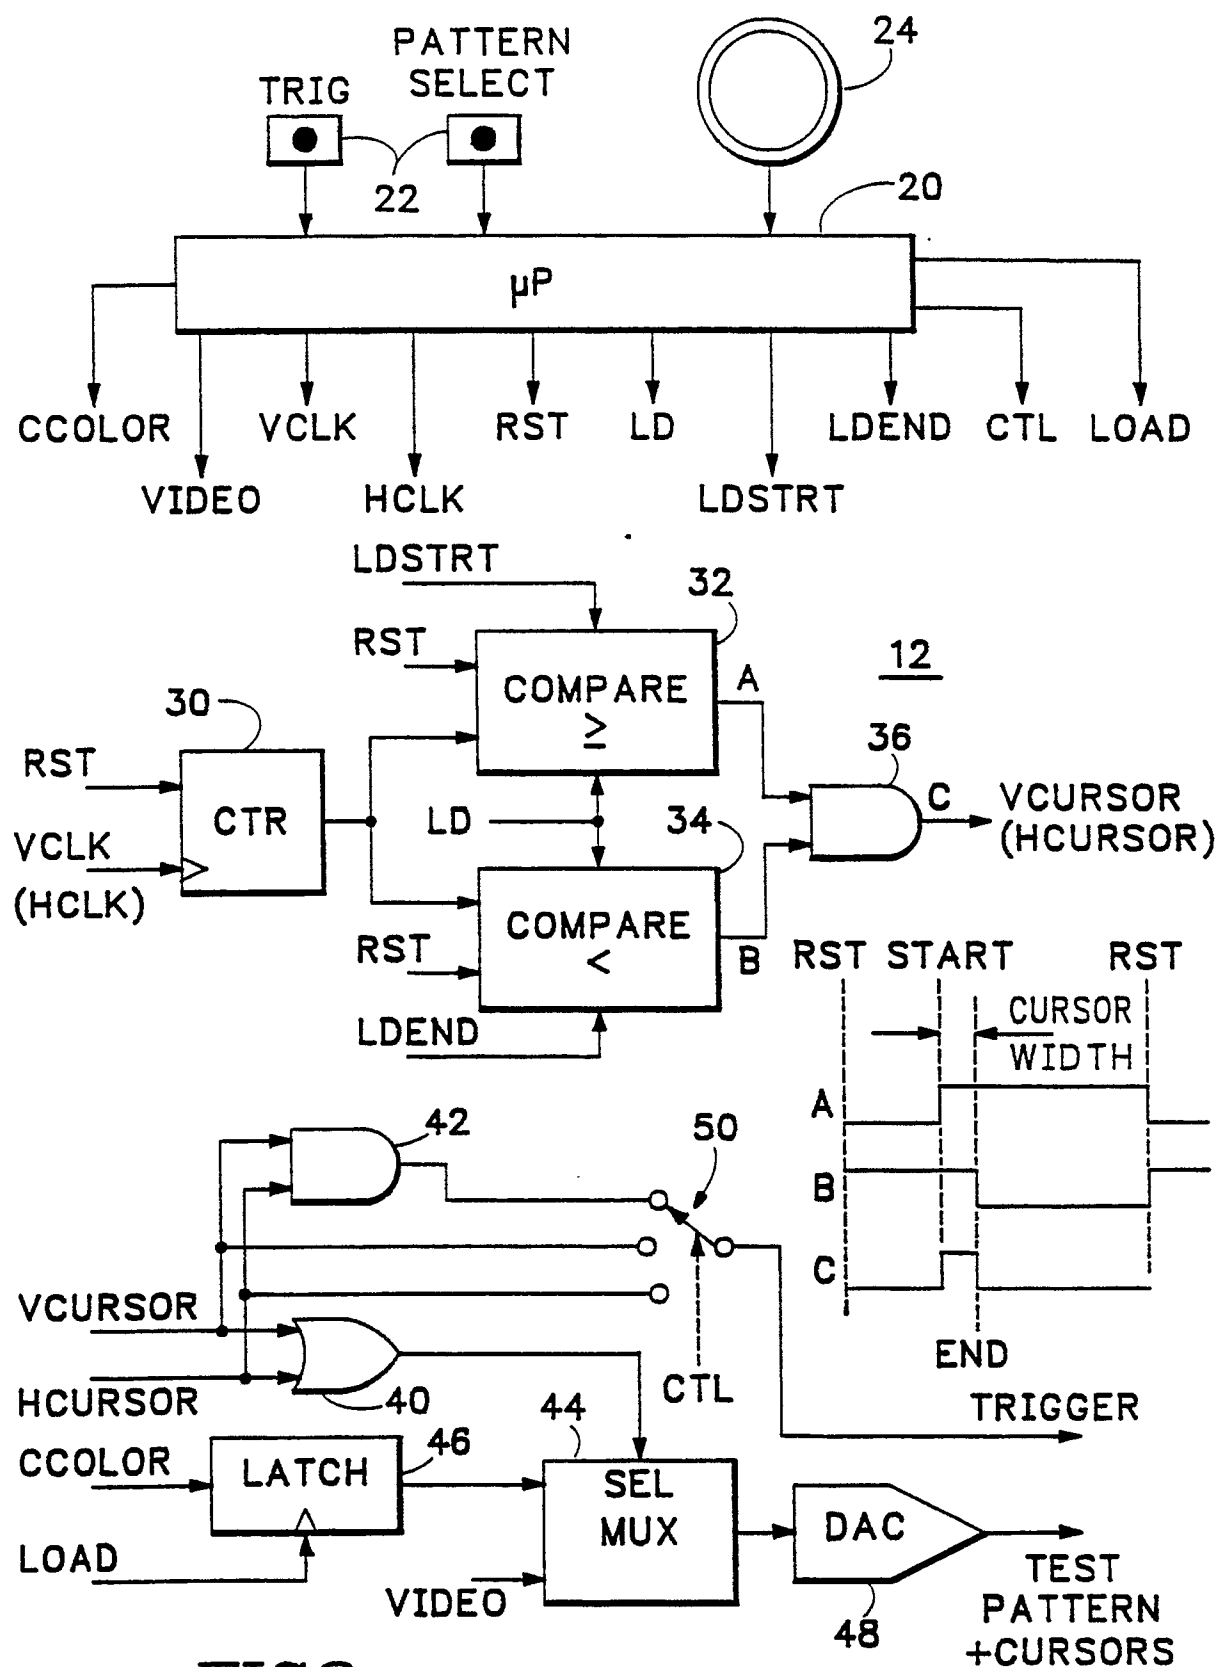 PATTERN
SELECT
TRIG
24
22
20
µP
CCOLOR
VCLK
RST
LD
LDEND
CTL
LOAD
VIDEO
HCLK
LDSTRT
LDSTRT
32
RST
COMPARE
≥
A
12
30
RST
CTR
LD
36
C
VCURSOR
(HCURSOR)
VCLK
(HCLK)
34
COMPARE
<
RST
B
LDEND
RST START RST
CURSOR
WIDTH
A
B
C
END
42
50
VCURSOR
HCURSOR
40
CTL
TRIGGER
CCOLOR
LATCH
46
44
SEL
MUX
DAC
LOAD
VIDEO
48
TEST
PATTERN
+CURSORS